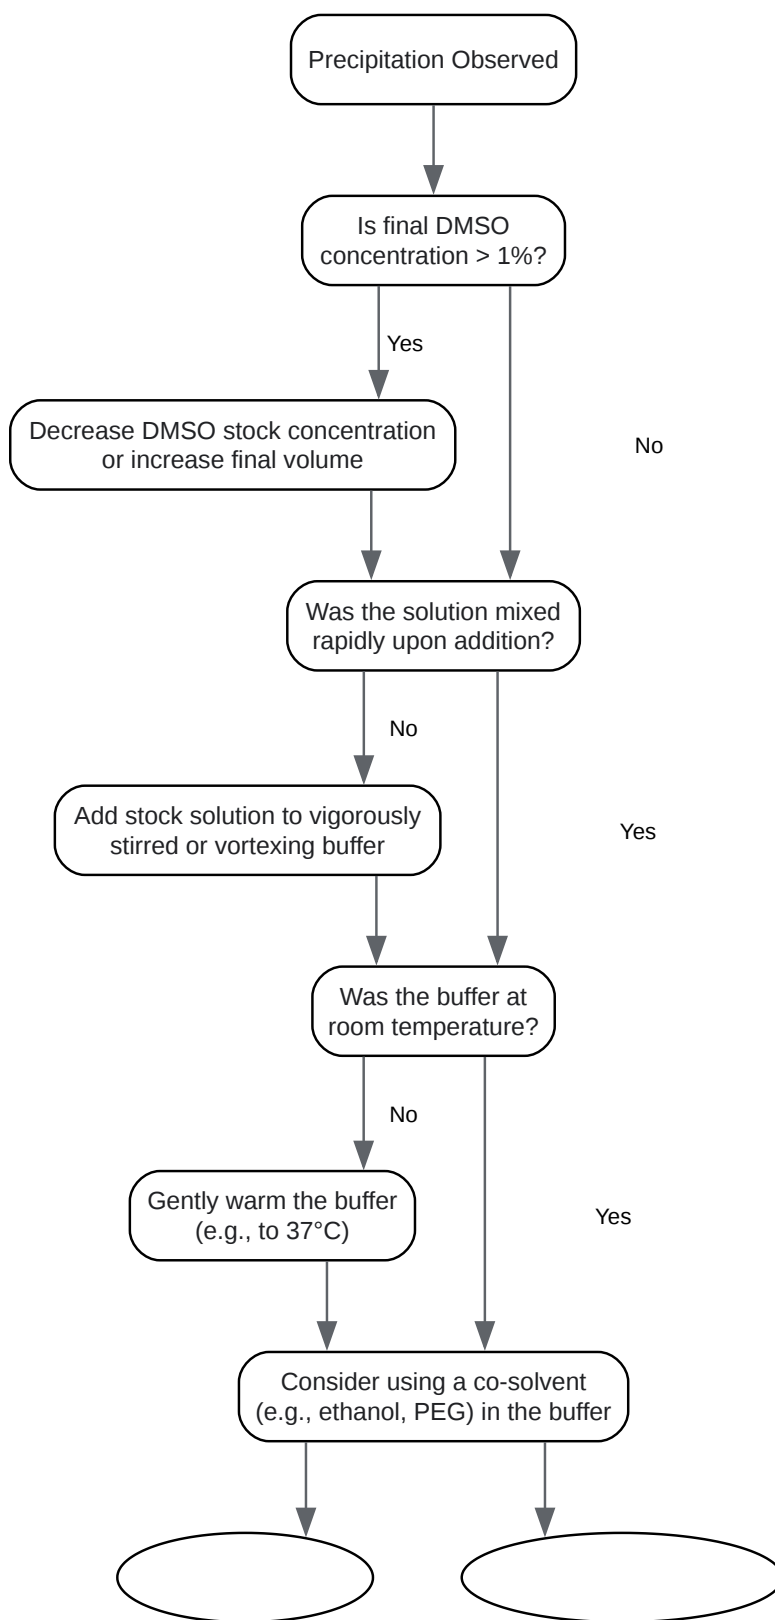 Precipitation Observed
Is final DMSO
concentration > 1%?
Yes
Decrease DMSO stock concentration
or increase final volume
No
Was the solution mixed
rapidly upon addition?
No
Add stock solution to vigorously
stirred or vortexing buffer
Yes
Was the buffer at
room temperature?
No
Gently warm the buffer
(e.g., to 37°C)
Yes
Consider using a co-solvent
(e.g., ethanol, PEG) in the buffer